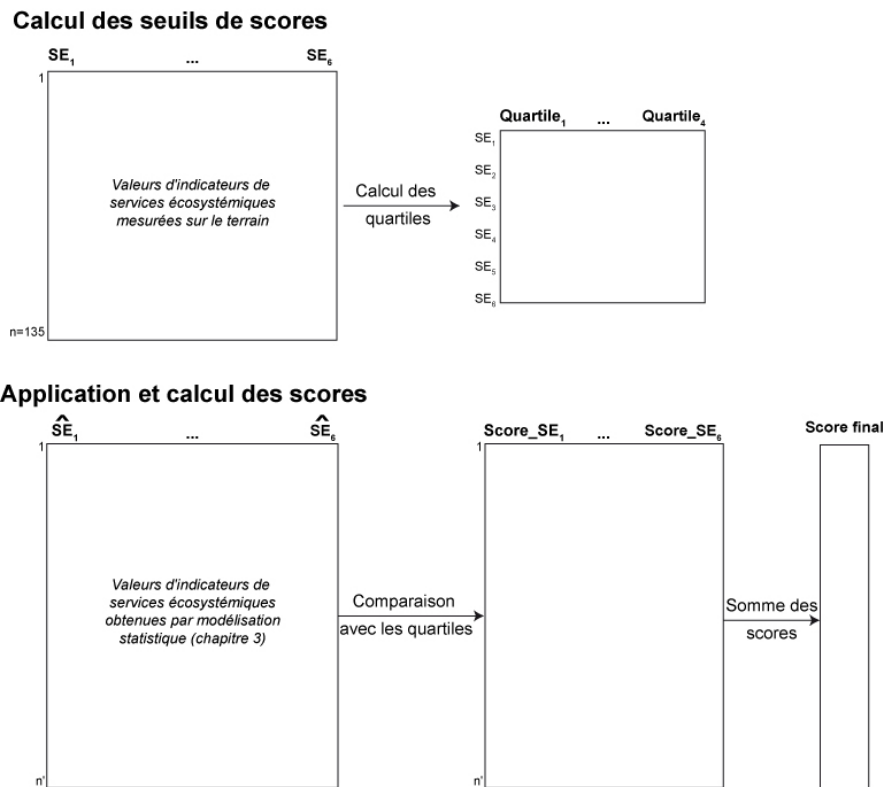 Calcul des seuils de scores
SE1 ... SE6
1
Valeurs d'indicateurs de
services écosystémiques
mesurées sur le terrain
n=135
Calcul des
quartiles
Quartile1 ... Quartile4
SE1
SE2
SE3
SE4
SE5
SE6
Application et calcul des scores
ŜE1 ... ŜE6
1
Valeurs d'indicateurs de
services écosystémiques
obtenues par modélisation
statistique (chapitre 3)
n'
Comparaison
avec les quartiles
Score_SE1 ... Score_SE6
1
n'
Somme des
scores
Score final